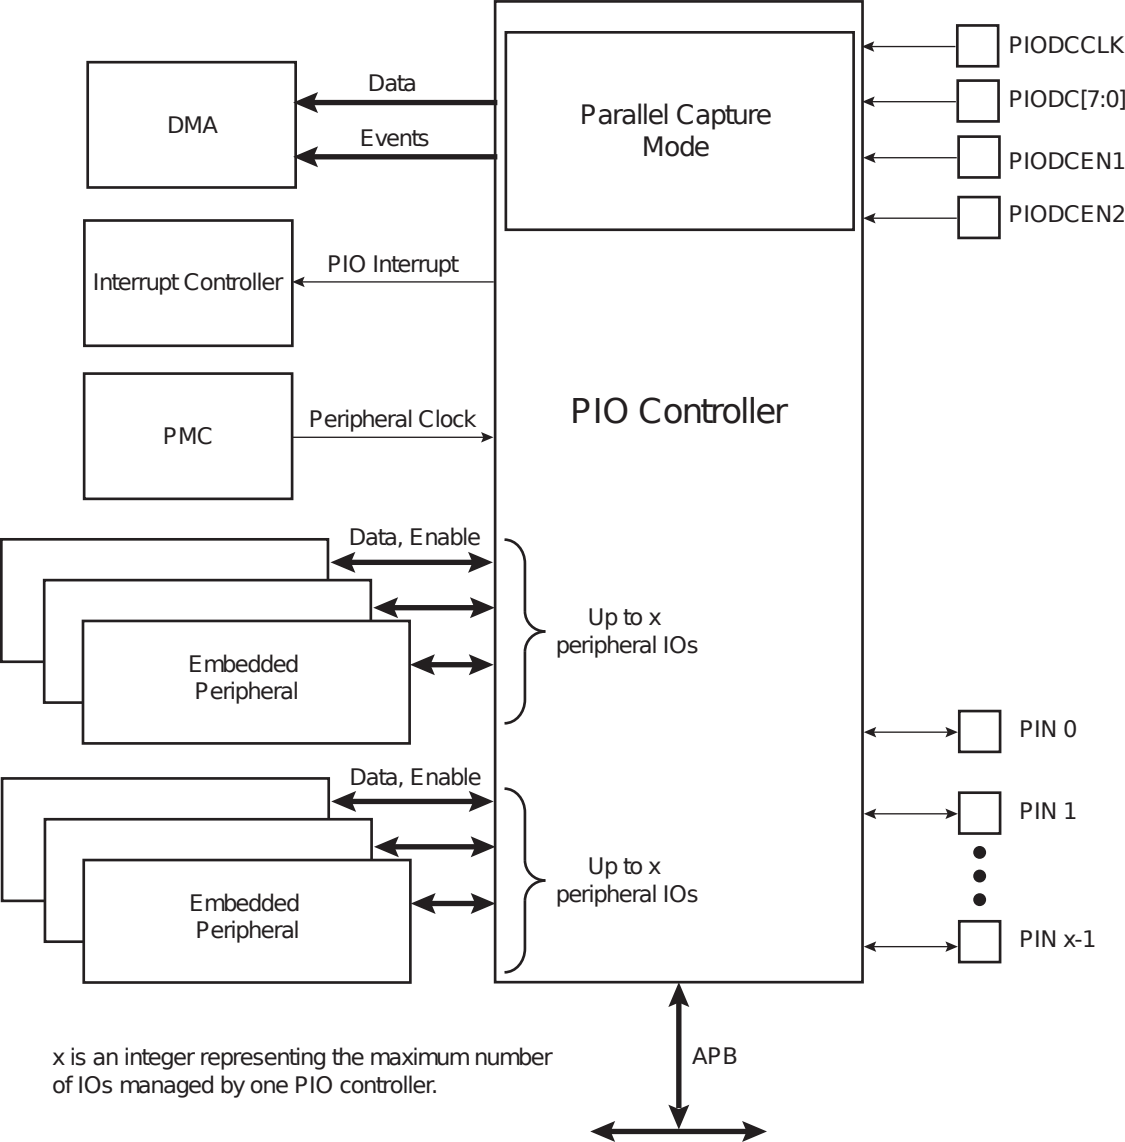 PIODCCLK
Data
DMA
Parallel Capture
Mode
PIODC[7:0]
Events
PIODCEN1
PIODCEN2
PIO Interrupt
Interrupt Controller
PIO Controller
Peripheral Clock
PMC
Data, Enable
Up to x
peripheral IOs
Embedded
Peripheral
PIN 0
Data, Enable
PIN 1
Up to x
peripheral IOs
Embedded
Peripheral
PIN x-1
x is an integer representing the maximum number
of IOs managed by one PIO controller.
APB